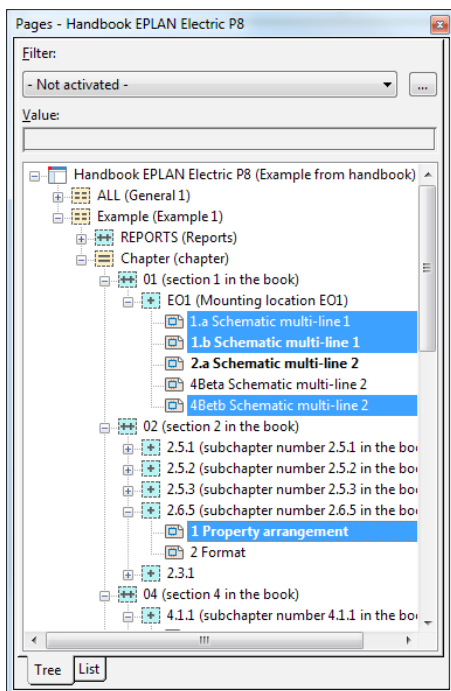 Pages - Handbook EPLAN Electric P8
Filter:
- Not activated -
...
Value:
Handbook EPLAN Electric P8 (Example from handbook)
ALL (General 1)
Example (Example 1)
REPORTS (Reports)
Chapter (chapter)
01 (section 1 in the book)
EO1 (Mounting location EO1)
1.a Schematic multi-line 1
1.b Schematic multi-line 1
2.a Schematic multi-line 2
4Beta Schematic multi-line 2
4Betb Schematic multi-line 2
02 (section 2 in the book)
2.5.1 (subchapter number 2.5.1 in the bo
2.5.2 (subchapter number 2.5.2 in the bo
2.5.3 (subchapter number 2.5.3 in the bo
2.6.5 (subchapter number 2.6.5 in the bo
1 Property arrangement
2 Format
2.3.1
04 (section 4 in the book)
4.1.1 (subchapter number 4.1.1 in the bo
Tree List